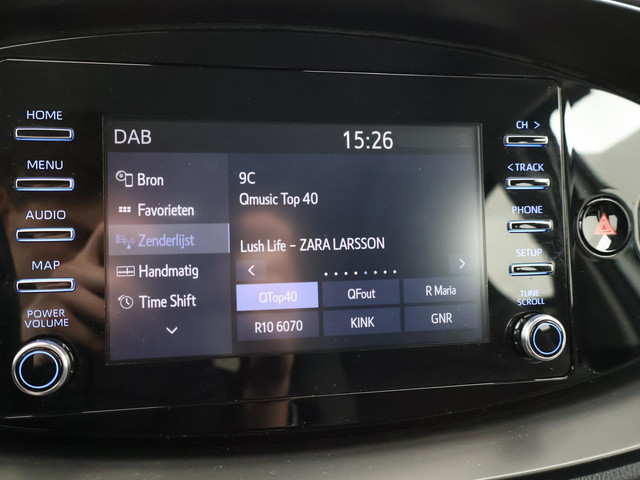 HOME
MENU
AUDIO
MAP
POWER
VOLUME
DAB
15:26
Bron
Favorieten
Zenderlijst
Handmatig
Time Shift
9C
Qmusic Top 40
Lush Life - ZARA LARSSON
QTop40 QFout R Maria
R10 6070 KINK GNR
CH >
< TRACK
PHONE
SETUP
TUNE
SCROLL